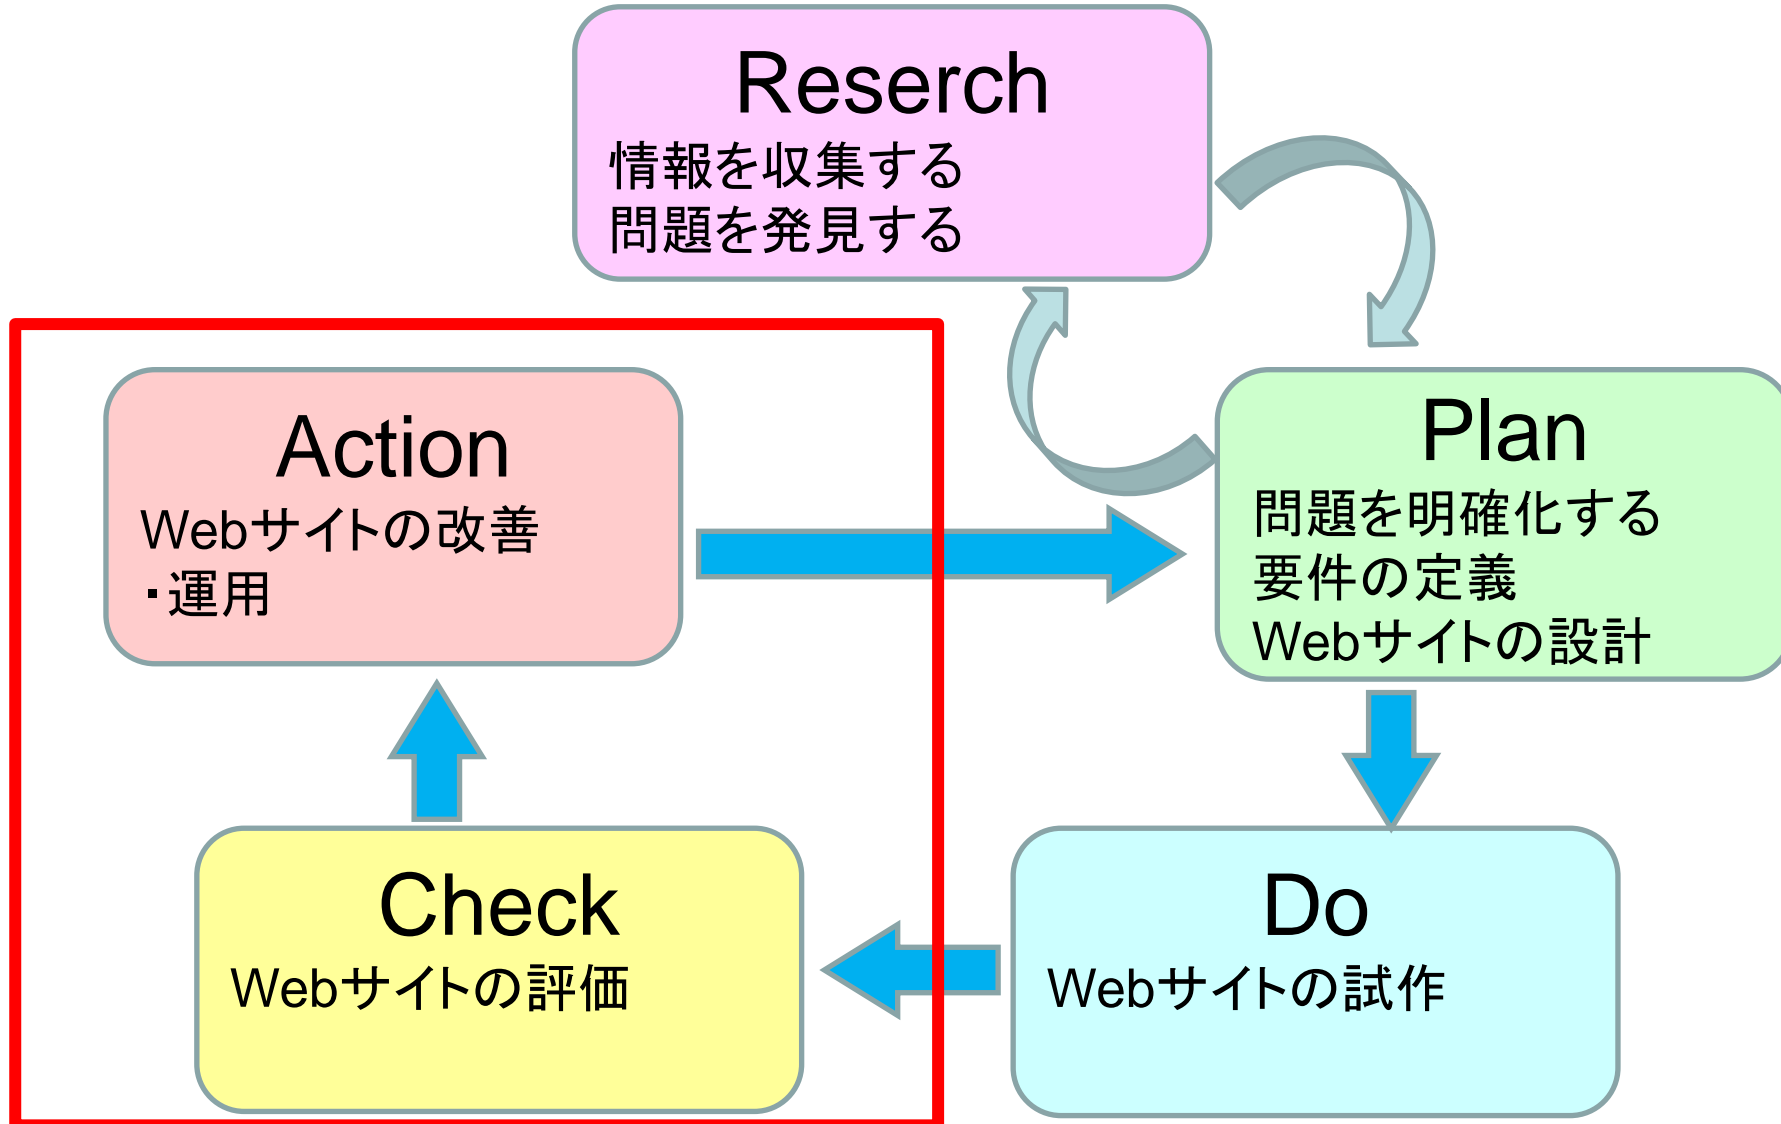 Reserch
情報を収集する
問題を発見する
Action
Webサイトの改善
・運用
Plan
問題を明確化する
要件の定義
Webサイトの設計
Check
Webサイトの評価
Do
Webサイトの試作